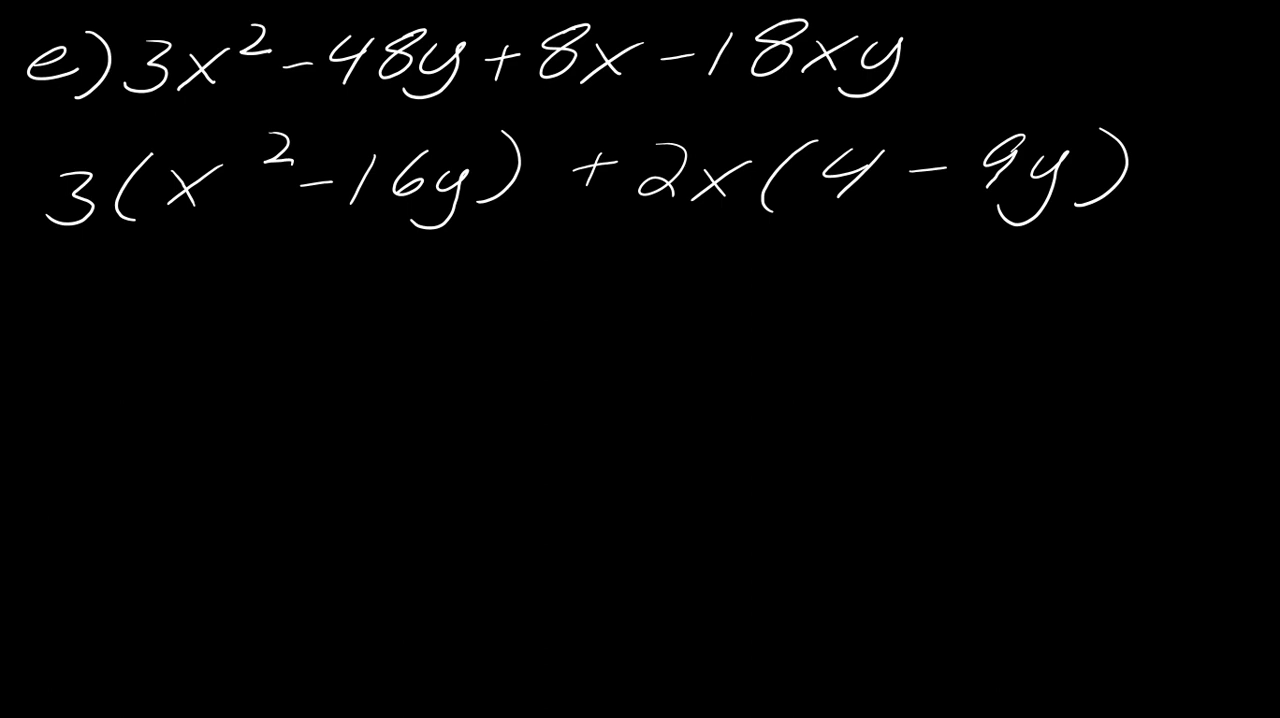 e) 3x² - 48y + 8x - 18xy
3(x² - 16y) + 2x(4 - 9y)